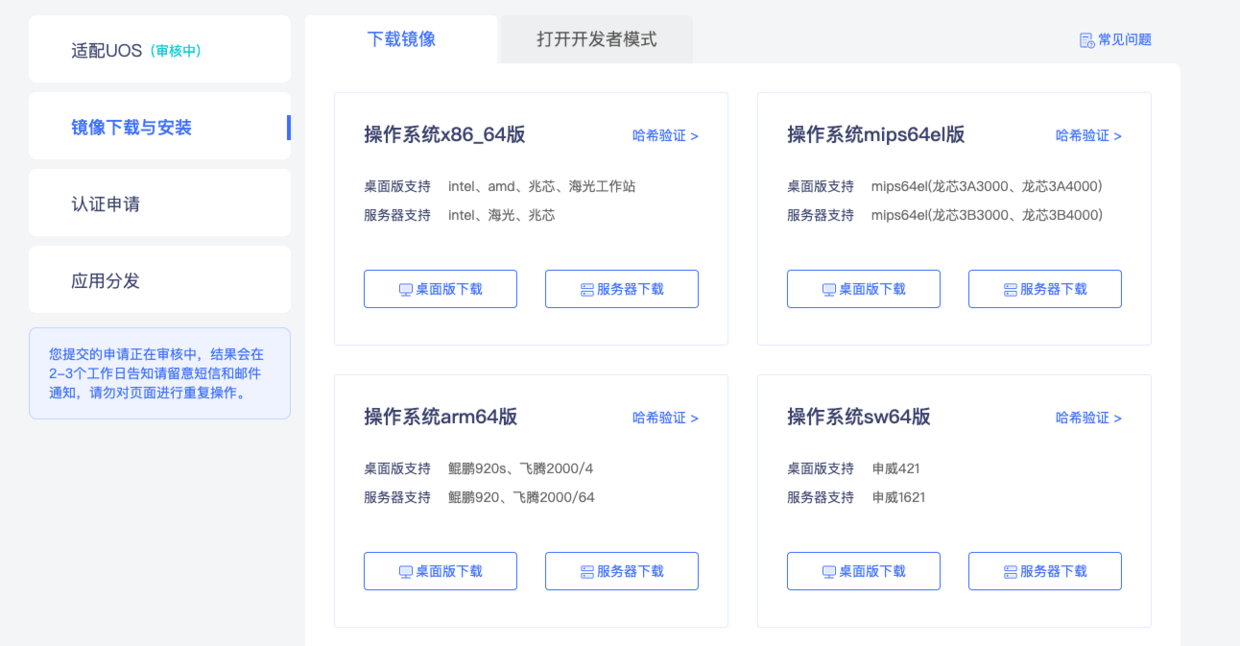 适配UOS（审核中）
镜像下载与安装
认证申请
应用分发
您提交的申请正在审核中，结果会在
2-3个工作日告知请留意短信和邮件
通知，请勿对页面进行重复操作。
下载镜像
打开开发者模式
常见问题
操作系统x86_64版
哈希验证 >
桌面版支持 intel、amd、兆芯、海光工作站
服务器支持 intel、海光、兆芯
桌面版下载
服务器下载
操作系统mips64el版
哈希验证 >
桌面版支持 mips64el(龙芯3A3000、龙芯3A4000)
服务器支持 mips64el(龙芯3B3000、龙芯3B4000)
桌面版下载
服务器下载
操作系统arm64版
哈希验证 >
桌面版支持 鲲鹏920s、飞腾2000/4
服务器支持 鲲鹏920、飞腾2000/64
桌面版下载
服务器下载
操作系统sw64版
哈希验证 >
桌面版支持 申威421
服务器支持 申威1621
桌面版下载
服务器下载